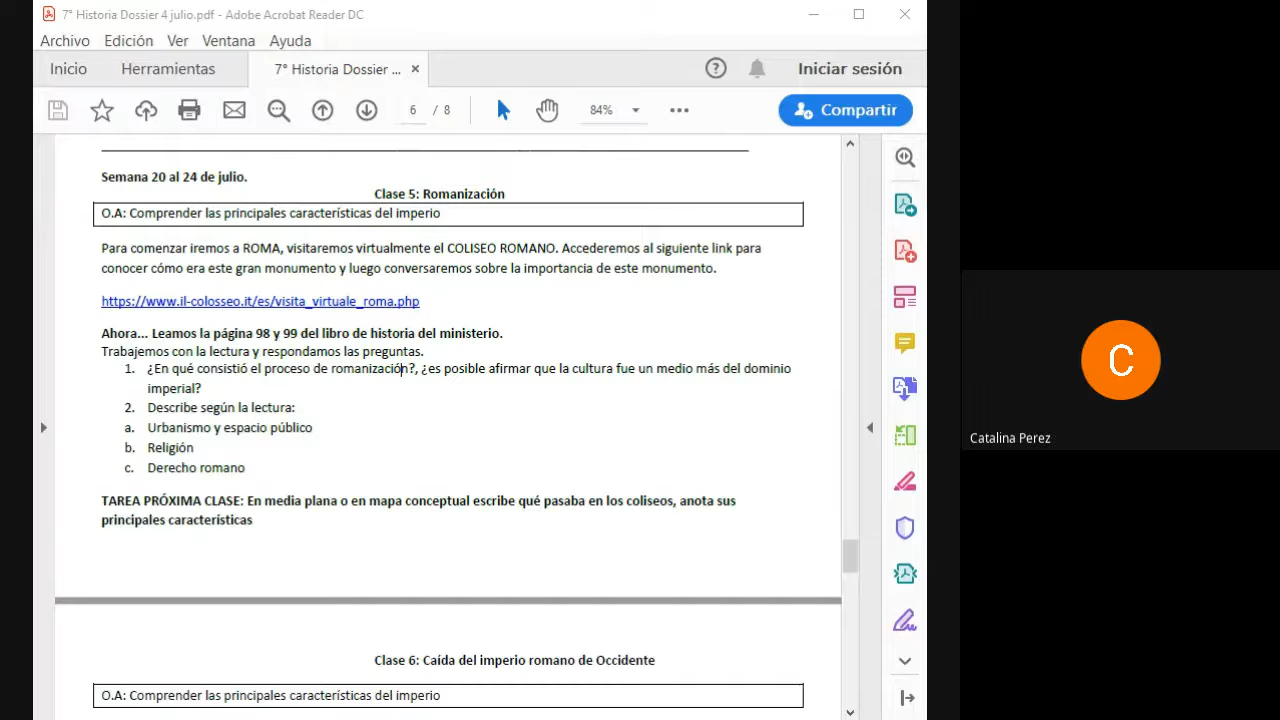 7° Historia Dossier 4 julio.pdf - Adobe Acrobat Reader DC
Archivo Edición Ver Ventana Ayuda
Inicio Herramientas 7° Historia Dossier ... × Iniciar sesión
6 / 8 84% Compartir
Semana 20 al 24 de julio.
Clase 5: Romanización
O.A: Comprender las principales características del imperio
Para comenzar iremos a ROMA, visitaremos virtualmente el COLISEO ROMANO. Accederemos al siguiente link para
conocer cómo era este gran monumento y luego conversaremos sobre la importancia de este monumento.
https://www.il-colosseo.it/es/visita_virtuale_roma.php
Ahora... Leamos la página 98 y 99 del libro de historia del ministerio.
Trabajemos con la lectura y respondamos las preguntas.
1. ¿En qué consistió el proceso de romanización?, ¿es posible afirmar que la cultura fue un medio más del dominio
imperial?
2. Describe según la lectura:
a. Urbanismo y espacio público
b. Religión
c. Derecho romano
TAREA PRÓXIMA CLASE: En media plana o en mapa conceptual escribe qué pasaba en los coliseos, anota sus
principales características
Clase 6: Caída del imperio romano de Occidente
O.A: Comprender las principales características del imperio
C
Catalina Perez